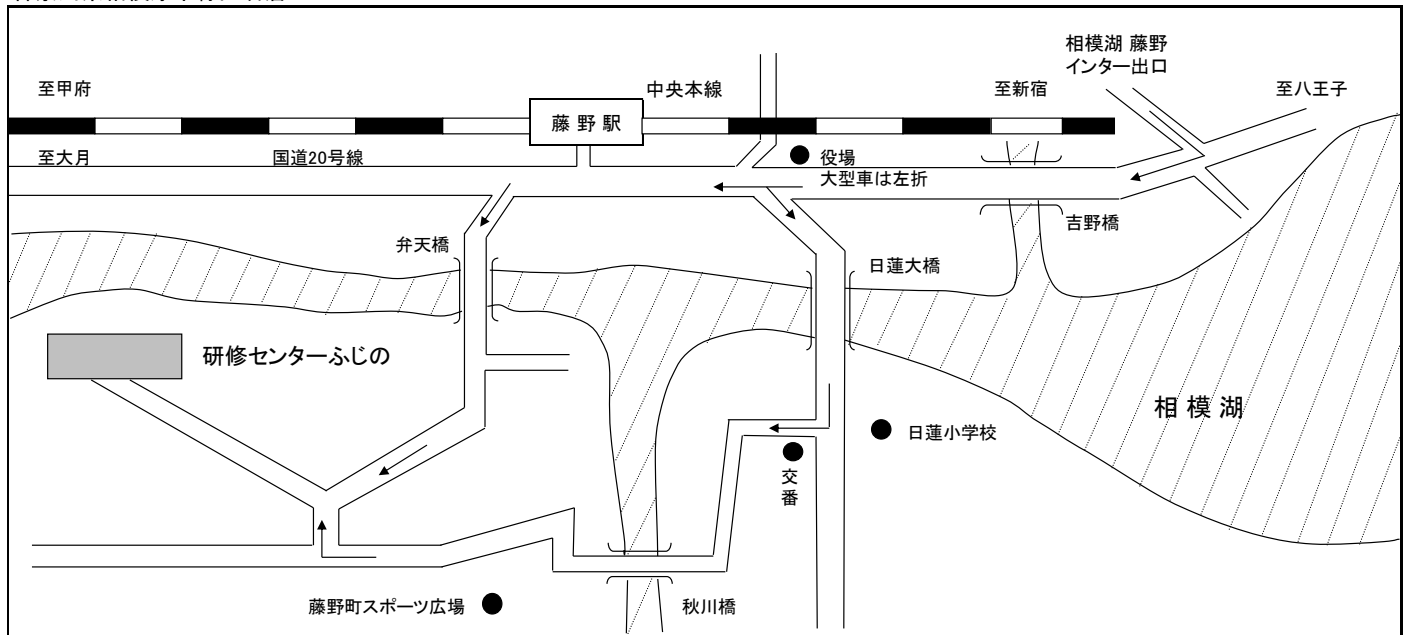 相模湖 藤野
インター出口
至甲府
中央本線
至新宿
至八王子
藤野駅
至大月
国道20号線
役場
大型車は左折
吉野橋
弁天橋
日蓮大橋
研修センターふじの
相模湖
日蓮小学校
交番
藤野町スポーツ広場
秋川橋